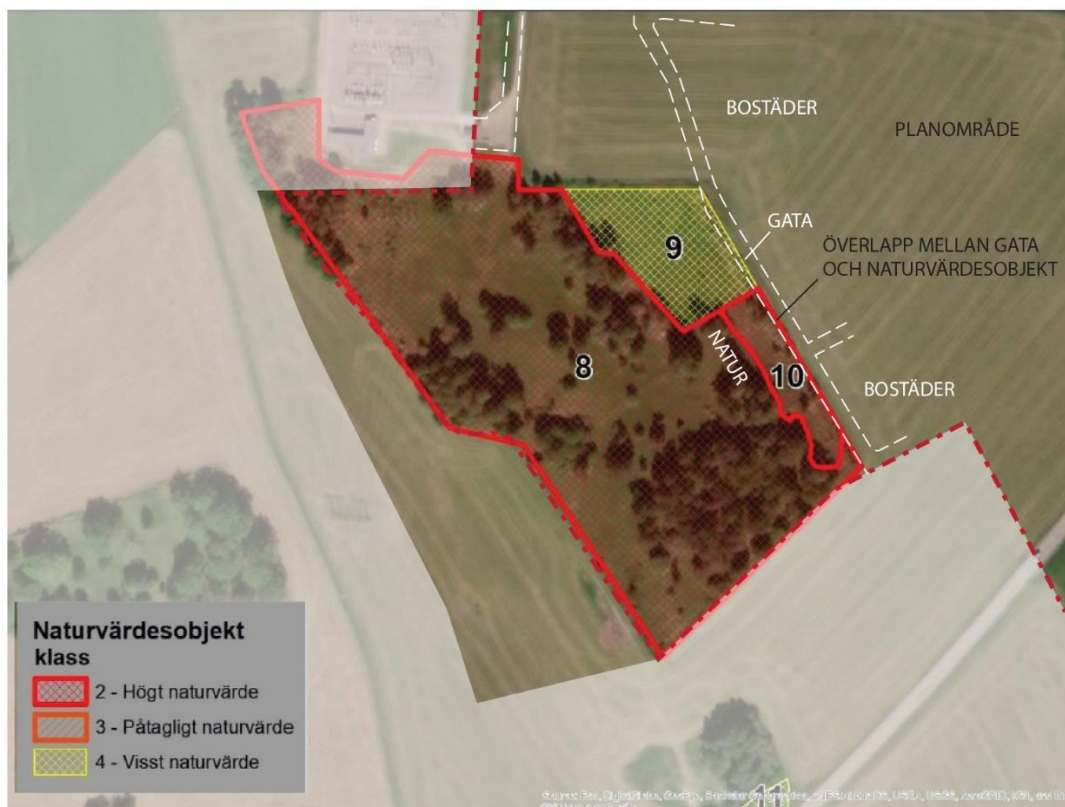 BOSTÄDER
PLANOMRÅDE
GATA
9
ÖVERLAPP MELLAN GATA
OCH NATURVÄRDESOBJEKT
NATUR
8
10
BOSTÄDER
Naturvärdesobjekt
klass
2 - Högt naturvärde
3 - Påtagligt naturvärde
4 - Visst naturvärde
11